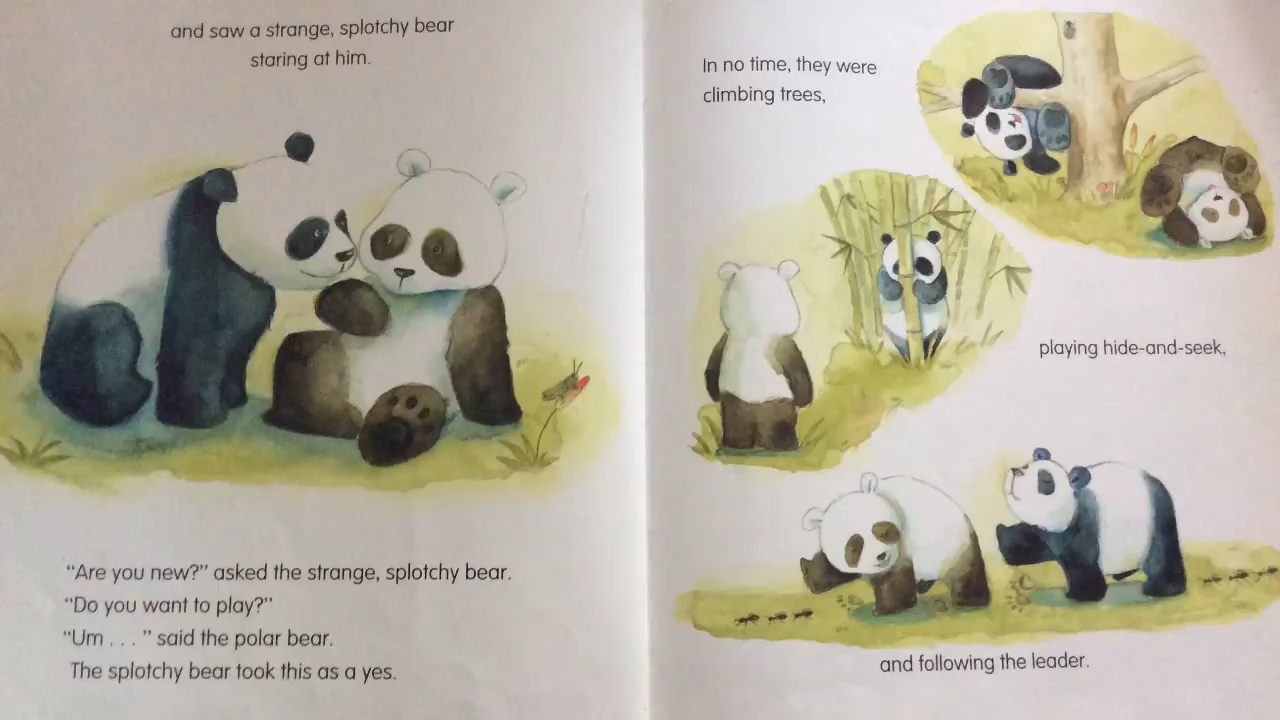 and saw a strange, splotchy bear
staring at him.
"Are you new?" asked the strange, splotchy bear.
"Do you want to play?"
"Um . . . " said the polar bear.
The splotchy bear took this as a yes.
In no time, they were
climbing trees,
playing hide-and-seek,
and following the leader.